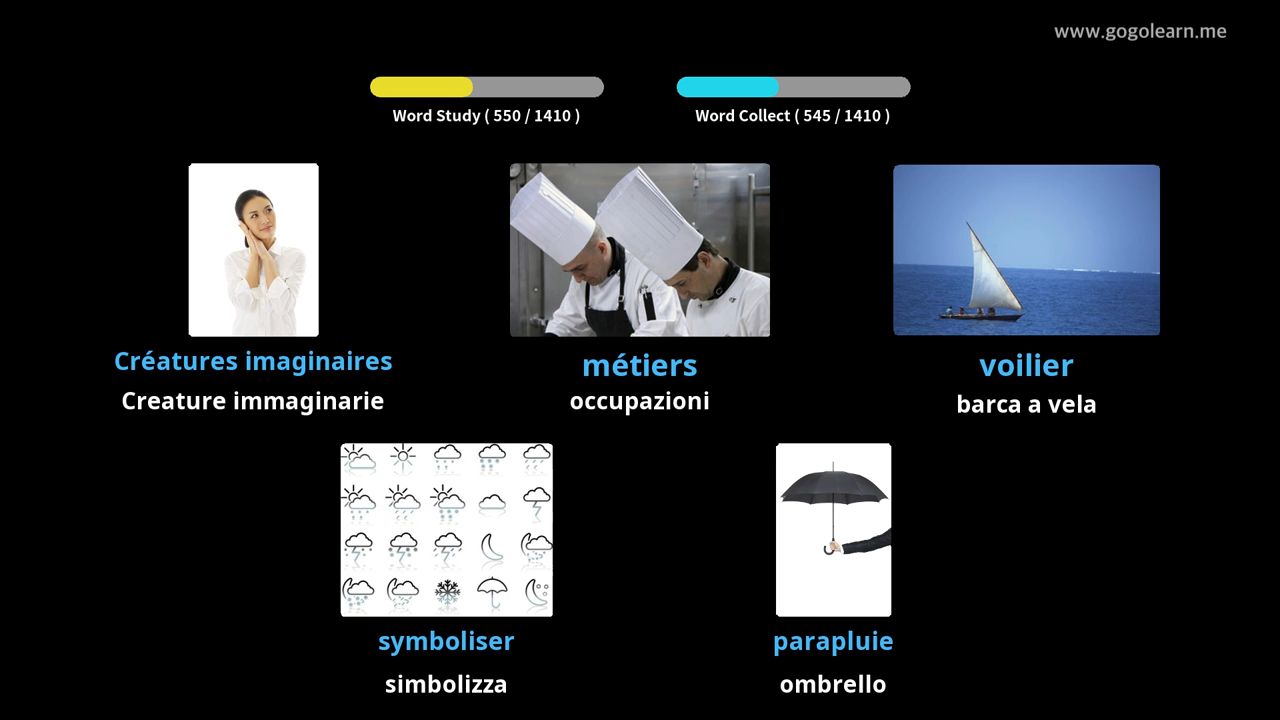 www.gogolearn.me
Word Study ( 550 / 1410 )
Word Collect ( 545 / 1410 )
Créatures imaginaires
Creature immaginarie
métiers
occupazioni
voilier
barca a vela
symboliser
simbolizza
parapluie
ombrello